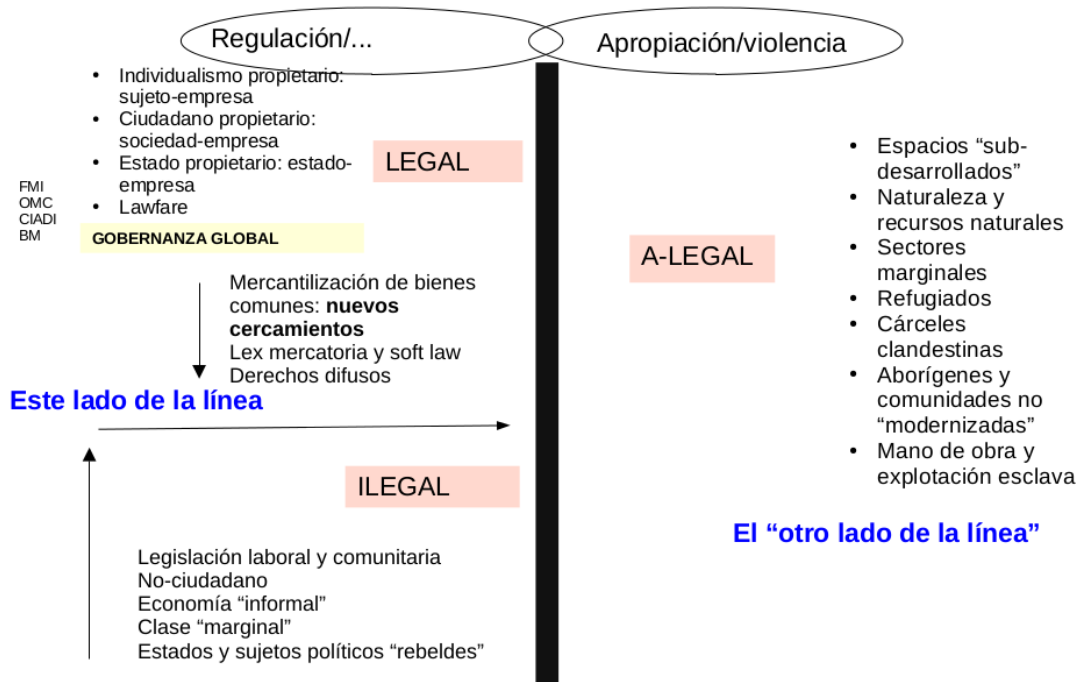 Regulación/...
Apropiación/violencia
• Individualismo propietario:
sujeto-empresa
• Ciudadano propietario:
sociedad-empresa
• Estado propietario: estado-
empresa
• Lawfare
LEGAL
FMI
OMC
CIADI
BM
GOBERNANZA GLOBAL
Mercantilización de bienes
comunes: nuevos
cercamientos
Lex mercatoria y soft law
Derechos difusos
Este lado de la línea
ILEGAL
Legislación laboral y comunitaria
No-ciudadano
Economía “informal”
Clase “marginal”
Estados y sujetos políticos “rebeldes”
A-LEGAL
• Espacios “sub-
desarrollados”
• Naturaleza y
recursos naturales
• Sectores
marginales
• Refugiados
• Cárceles
clandestinas
• Aborígenes y
comunidades no
“modernizadas”
• Mano de obra y
explotación esclava
El “otro lado de la línea”